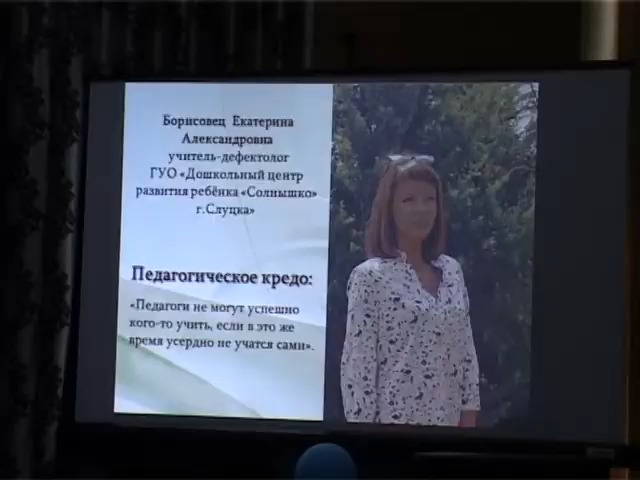 Борисовец Екатерина
Александровна
учитель-дефектолог
ГУО «Дошкольный центр
развития ребёнка «Солнышко»
г.Слуцка»
Педагогическое кредо:
«Педагоги не могут успешно
кого-то учить, если в это же
время усердно не учатся сами».